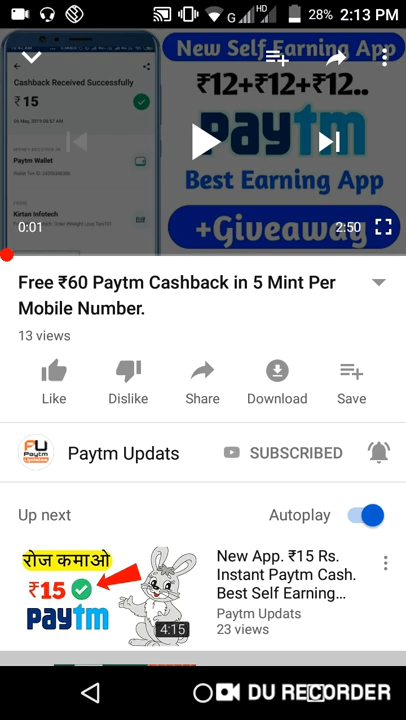 G
HD
28% 2:13 PM
New Self Earning App
Cashback Received Successfully
₹15
Paytm Wallet
Kirtan Infotech
₹12+₹12+₹12..
paytm
Best Earning App
+Giveaway
0:01
2:50
Free ₹60 Paytm Cashback in 5 Mint Per
Mobile Number.
13 views
Like Dislike Share Download Save
Paytm Updats
SUBSCRIBED
Up next
Autoplay
रोज कमाओ
₹15
paytm
4:15
New App. ₹15 Rs.
Instant Paytm Cash.
Best Self Earning...
Paytm Updats
23 views
DU RECORDER